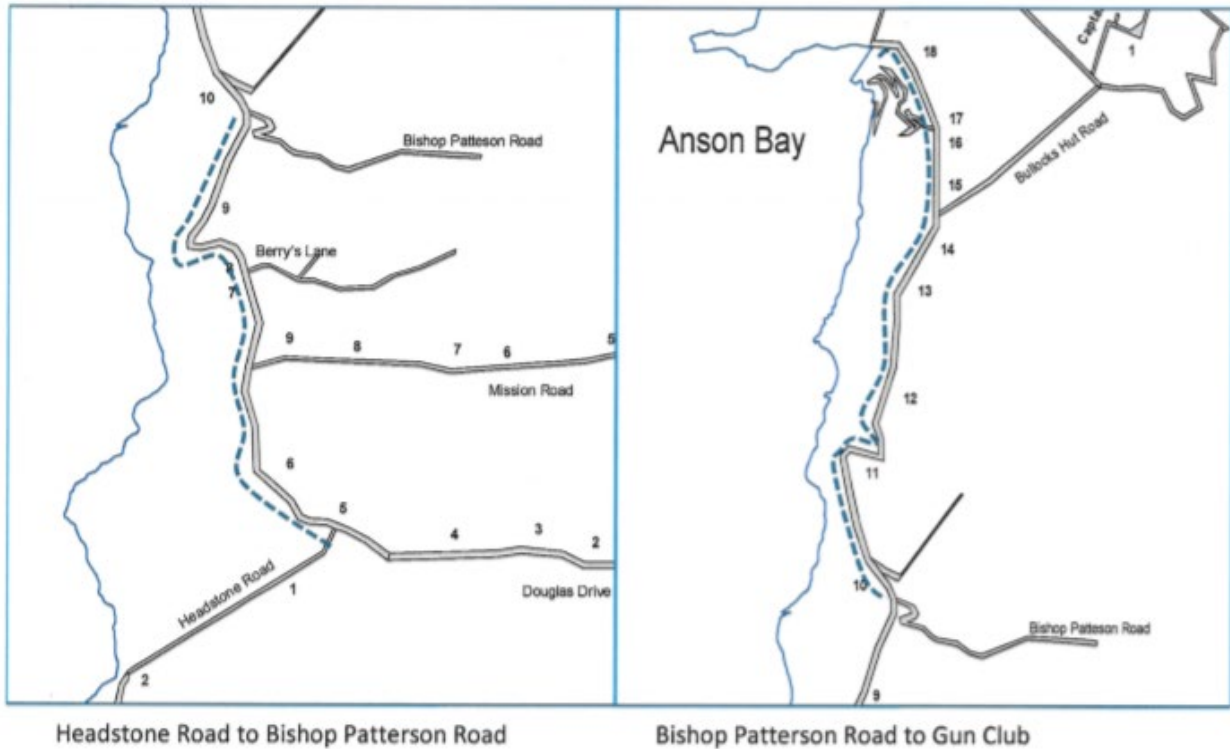 10
Bishop Patteson Road
9
Berry's Lane
8
7
9
8
7
6
5
Mission Road
6
5
4
3
2
Headstone Road
1
Douglas Drive
2
Headstone Road to Bishop Patterson Road
Capta
1
18
Anson Bay
17
16
Bullocks Hut Road
15
14
13
12
11
10
Bishop Patteson Road
9
Bishop Patterson Road to Gun Club